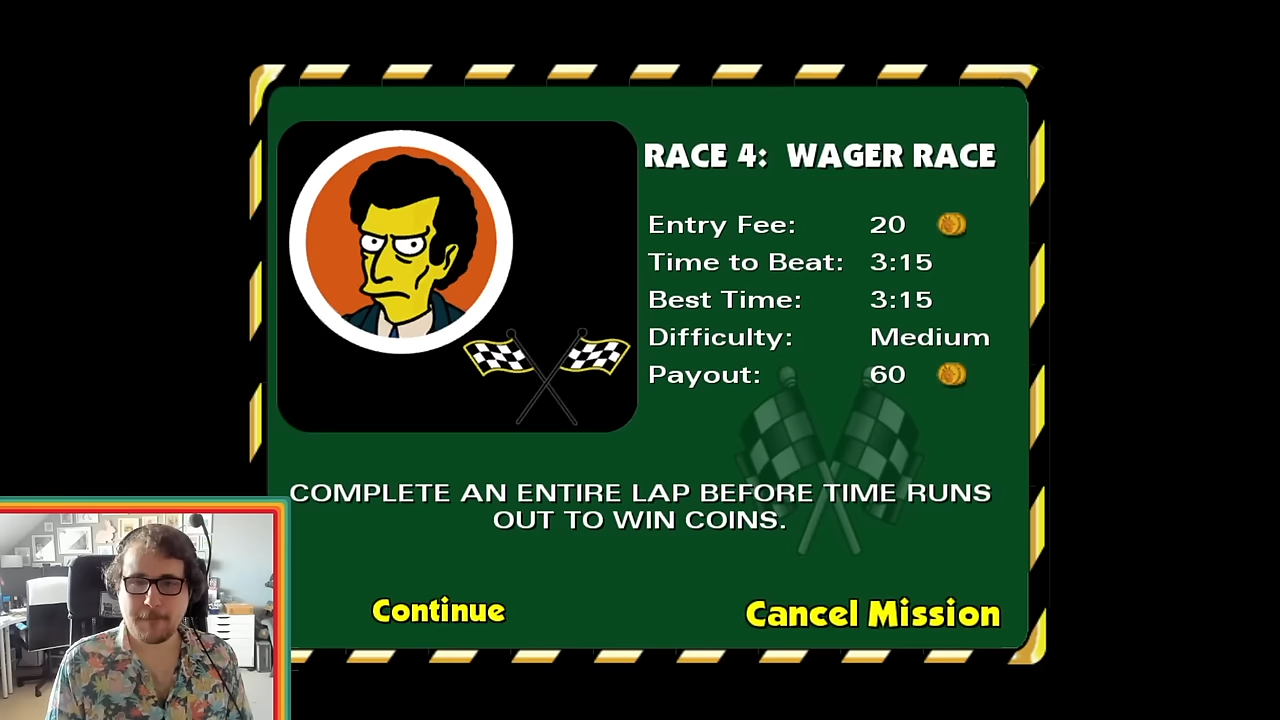 RACE 4: WAGER RACE
Entry Fee: 20
Time to Beat: 3:15
Best Time: 3:15
Difficulty: Medium
Payout: 60
COMPLETE AN ENTIRE LAP BEFORE TIME RUNS
OUT TO WIN COINS.
Continue Cancel Mission